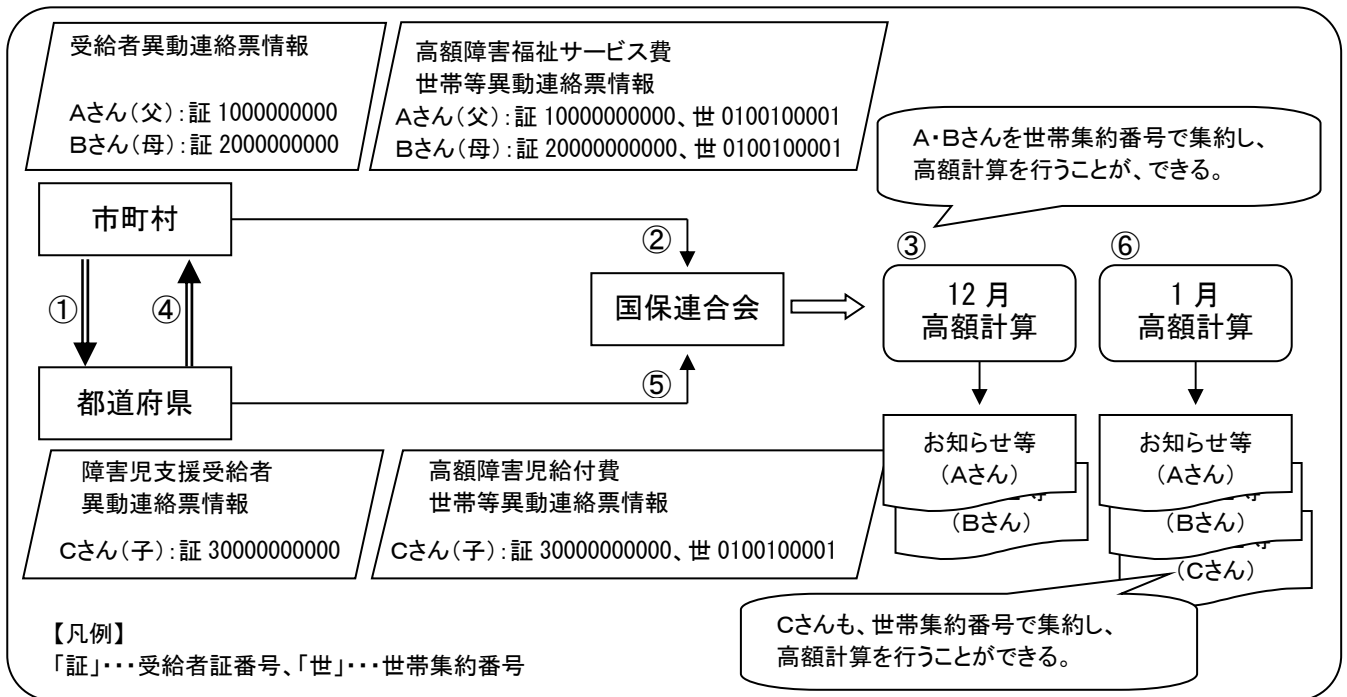 受給者異動連絡票情報
Aさん(父):証 1000000000
Bさん(母):証 2000000000
高額障害福祉サービス費
世帯等異動連絡票情報
Aさん(父):証 10000000000、世 0100100001
Bさん(母):証 20000000000、世 0100100001
A・Bさんを世帯集約番号で集約し、
高額計算を行うことが、できる。
市町村
②
③
⑥
①
④
国保連合会
12 月
高額計算
1 月
高額計算
都道府県
⑤
障害児支援受給者
異動連絡票情報
Cさん(子):証 30000000000
高額障害児給付費
世帯等異動連絡票情報
Cさん(子):証 30000000000、世 0100100001
お知らせ等
(Aさん)
(Bさん)
お知らせ等
(Aさん)
(Bさん)
(Cさん)
Cさんも、世帯集約番号で集約し、
高額計算を行うことができる。
【凡例】
「証」・・・受給者証番号、「世」・・・世帯集約番号